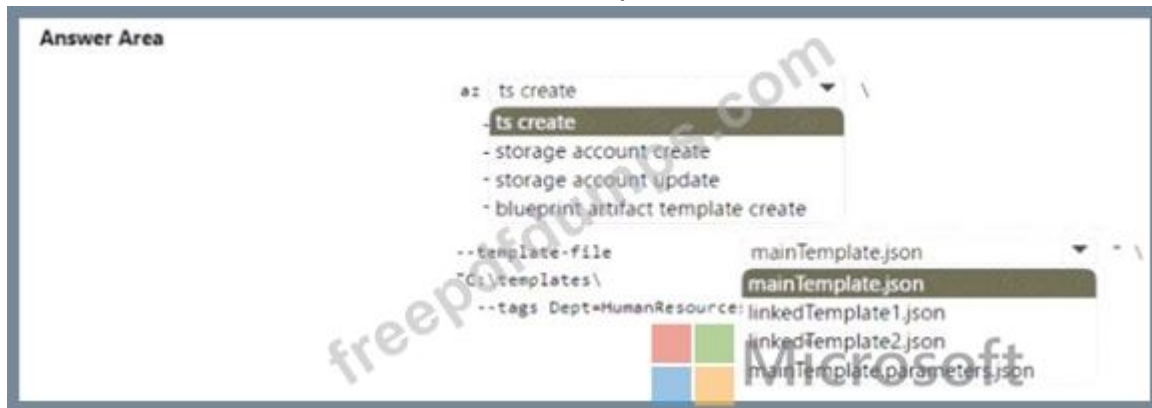 Answer Area
az ts create \
- ts create
- storage account create
- storage account update
- blueprint artifact template create
--template-file mainTemplate.json " \
"C:\templates\ mainTemplate.json
--tags Dept=HumanResources linkedTemplate1.json
linkedTemplate2.json
mainTemplate.parameters.json
Microsoft
freepdfdumps.com